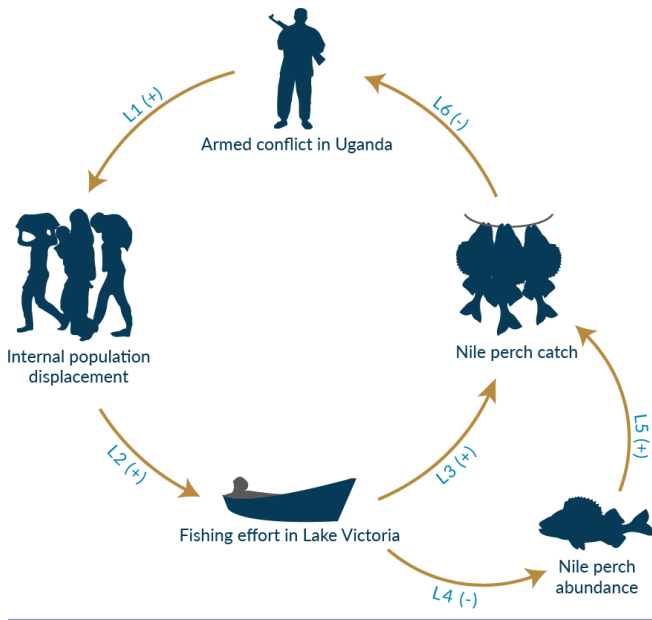 Armed conflict in Uganda
L1 (+)
L6 (-)
Internal population
displacement
Nile perch catch
L2 (+)
L3 (+)
L5 (+)
Fishing effort in Lake Victoria
Nile perch
abundance
L4 (-)